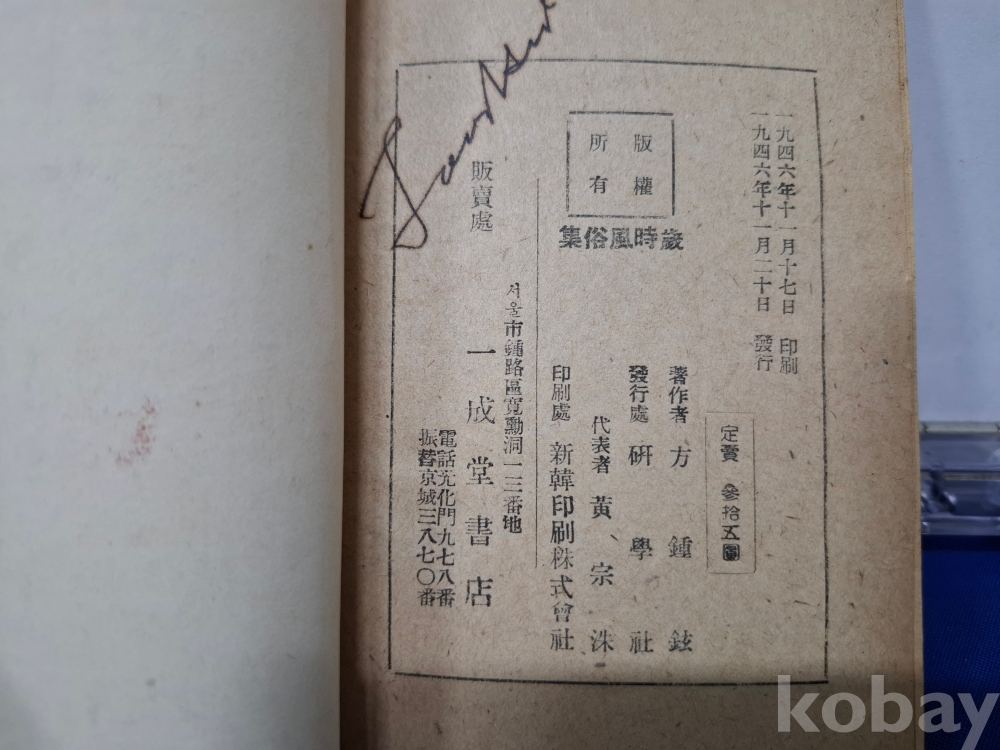 一九四六年十一月十七日 印刷
一九四六年十一月二十日 發行
定賣 參拾五圓
版權
所有
歲時風俗集
著作者 方鍾鉉
發行處 硏學社
代表者 黃宗洙
印刷處 新韓印刷株式會社
서울市鍾路區寬勳洞一三番地
販賣處 一成堂書店
電話光化門九七八番
振替京城三八七〇番
kobay